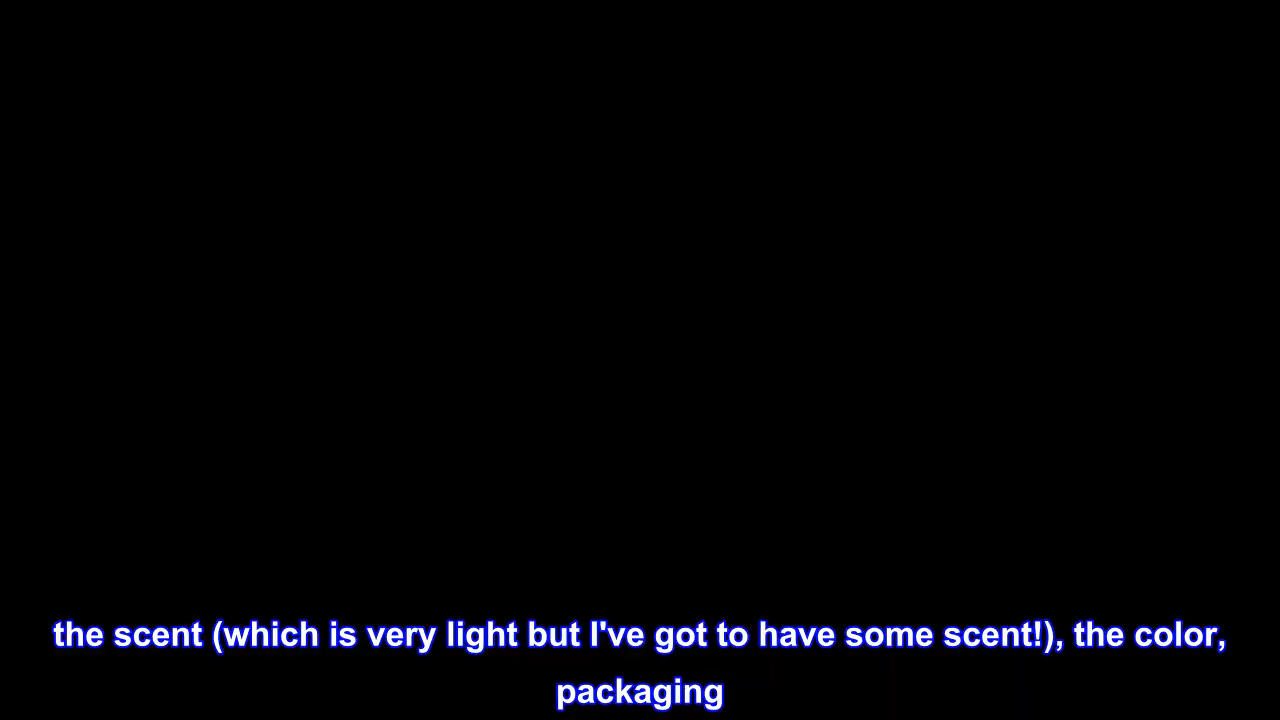 the scent (which is very light but I've got to have some scent!), the color,
packaging